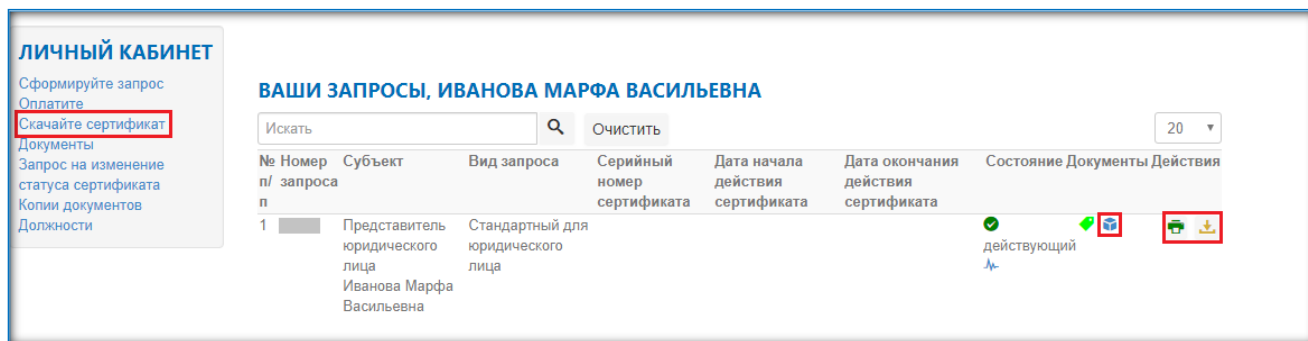 ЛИЧНЫЙ КАБИНЕТ
Сформируйте запрос
Оплатите
Скачайте сертификат
Документы
Запрос на изменение
статуса сертификата
Копии документов
Должности
ВАШИ ЗАПРОСЫ, ИВАНОВА МАРФА ВАСИЛЬЕВНА
Искать Очистить 20
№ Номер Субъект Вид запроса Серийный Дата начала Дата окончания Состояние Документы Действия
п/ запроса номер действия действия
п сертификата сертификата сертификата
1 Представитель Стандартный для
юридического юридического действующий
лица лица
Иванова Марфа
Васильевна